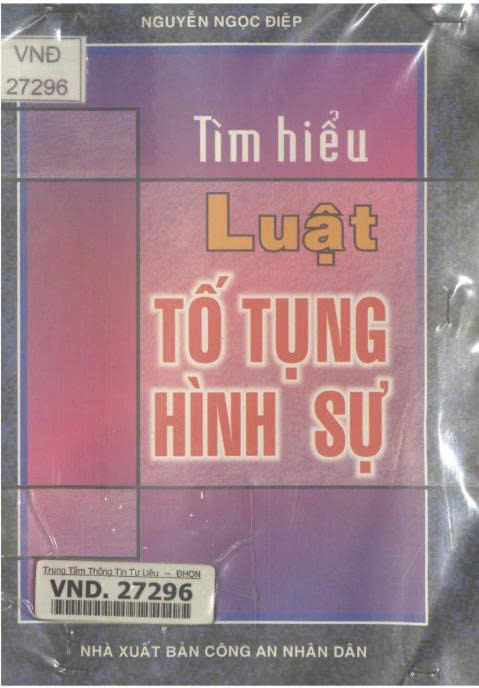 NGUYỄN NGỌC ĐIỆP
VNĐ
27296
Tìm hiểu
Luật
TỐ TỤNG
HÌNH SỰ
Trung Tâm Thông Tin Tư Liệu -- ĐHQN
VND. 27296
NHÀ XUẤT BẢN CÔNG AN NHÂN DÂN